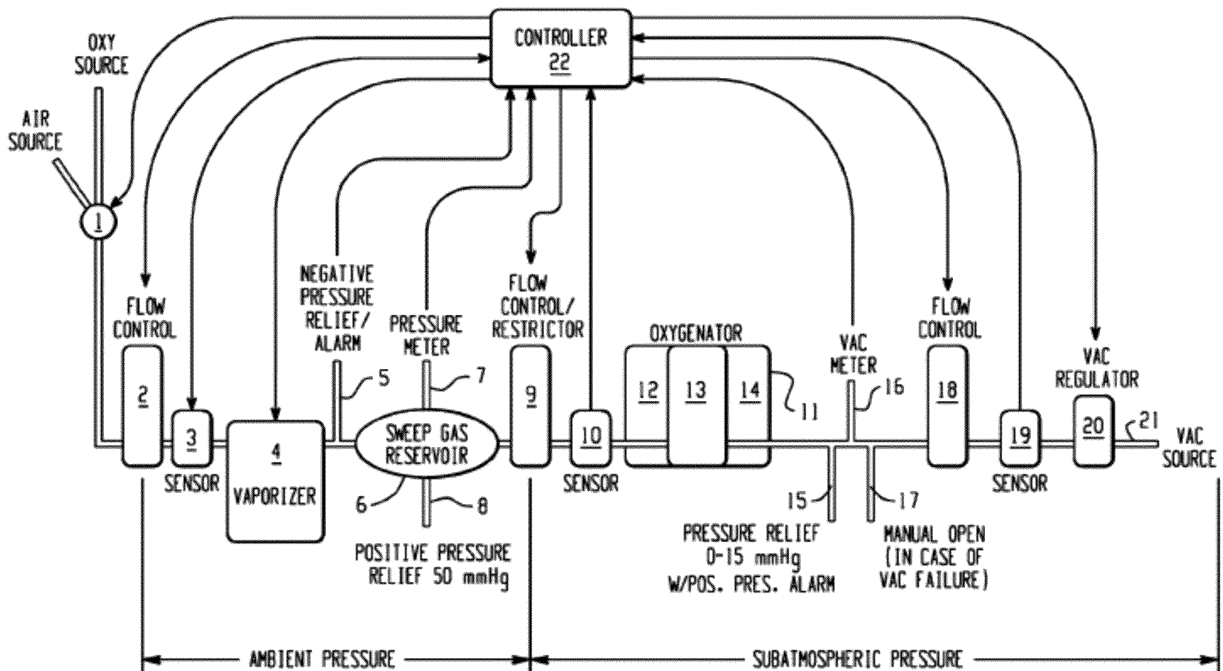 OXY
SOURCE
AIR
SOURCE
1
CONTROLLER
22
FLOW
CONTROL
2
3
SENSOR
4
VAPORIZER
NEGATIVE
PRESSURE
RELIEF/
ALARM
5
PRESSURE
METER
7
SWEEP GAS
RESERVOIR
6
8
POSITIVE PRESSURE
RELIEF 50 mmHg
FLOW
CONTROL/
RESTRICTOR
9
10
SENSOR
OXYGENATOR
12
13
14
11
VAC
METER
16
15
17
PRESSURE RELIEF
0-15 mmHg
W/POS. PRES. ALARM
MANUAL OPEN
(IN CASE OF
VAC FAILURE)
FLOW
CONTROL
18
19
SENSOR
VAC
REGULATOR
20
21
VAC
SOURCE
AMBIENT PRESSURE
SUBATMOSPHERIC PRESSURE